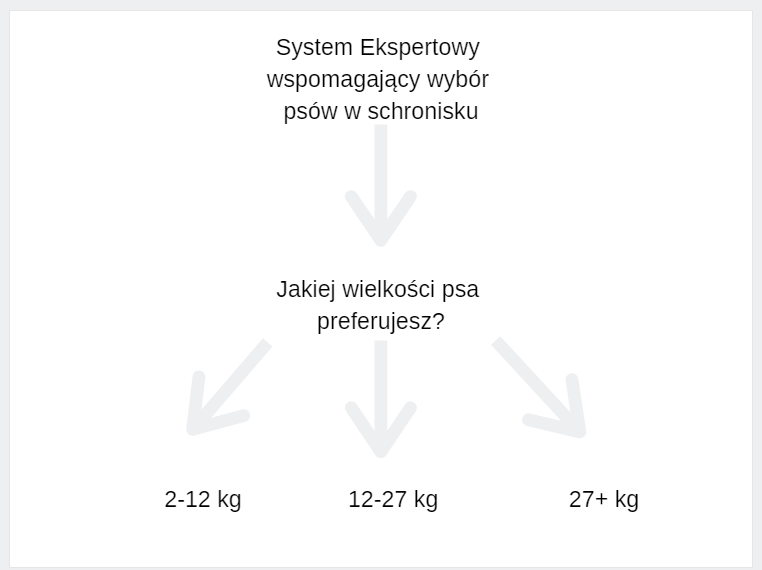 System Ekspertowy
wspomagający wybór
psów w schronisku
Jakiej wielkości psa
preferujesz?
2-12 kg
12-27 kg
27+ kg